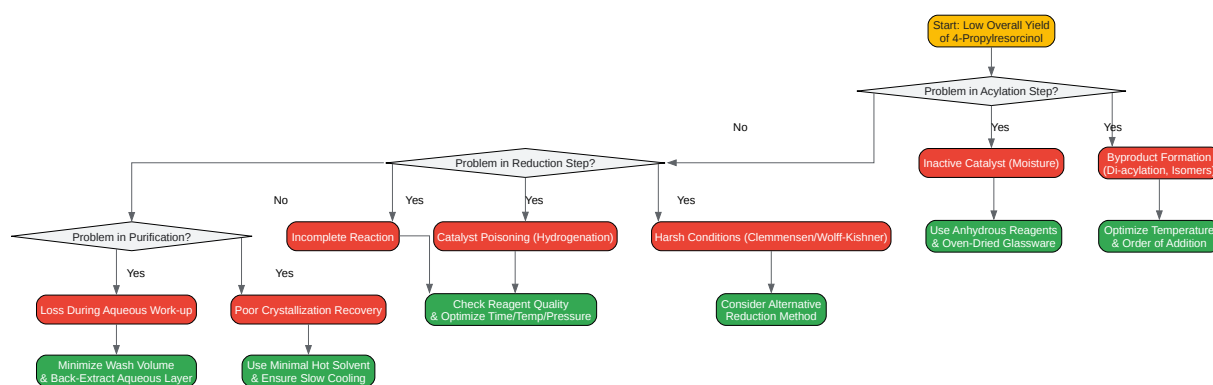 Start: Low Overall Yield
of 4-Propylresorcinol
Problem in Acylation Step?
No
Yes
Yes
Problem in Reduction Step?
Inactive Catalyst (Moisture)
Byproduct Formation
(Di-acylation, Isomers)
No
Yes
Yes
Yes
Problem in Purification?
Incomplete Reaction
Catalyst Poisoning (Hydrogenation)
Harsh Conditions (Clemmensen/Wolff-Kishner)
Use Anhydrous Reagents
& Oven-Dried Glassware
Optimize Temperature
& Order of Addition
Yes
Yes
Loss During Aqueous Work-up
Poor Crystallization Recovery
Check Reagent Quality
& Optimize Time/Temp/Pressure
Consider Alternative
Reduction Method
Minimize Wash Volume
& Back-Extract Aqueous Layer
Use Minimal Hot Solvent
& Ensure Slow Cooling